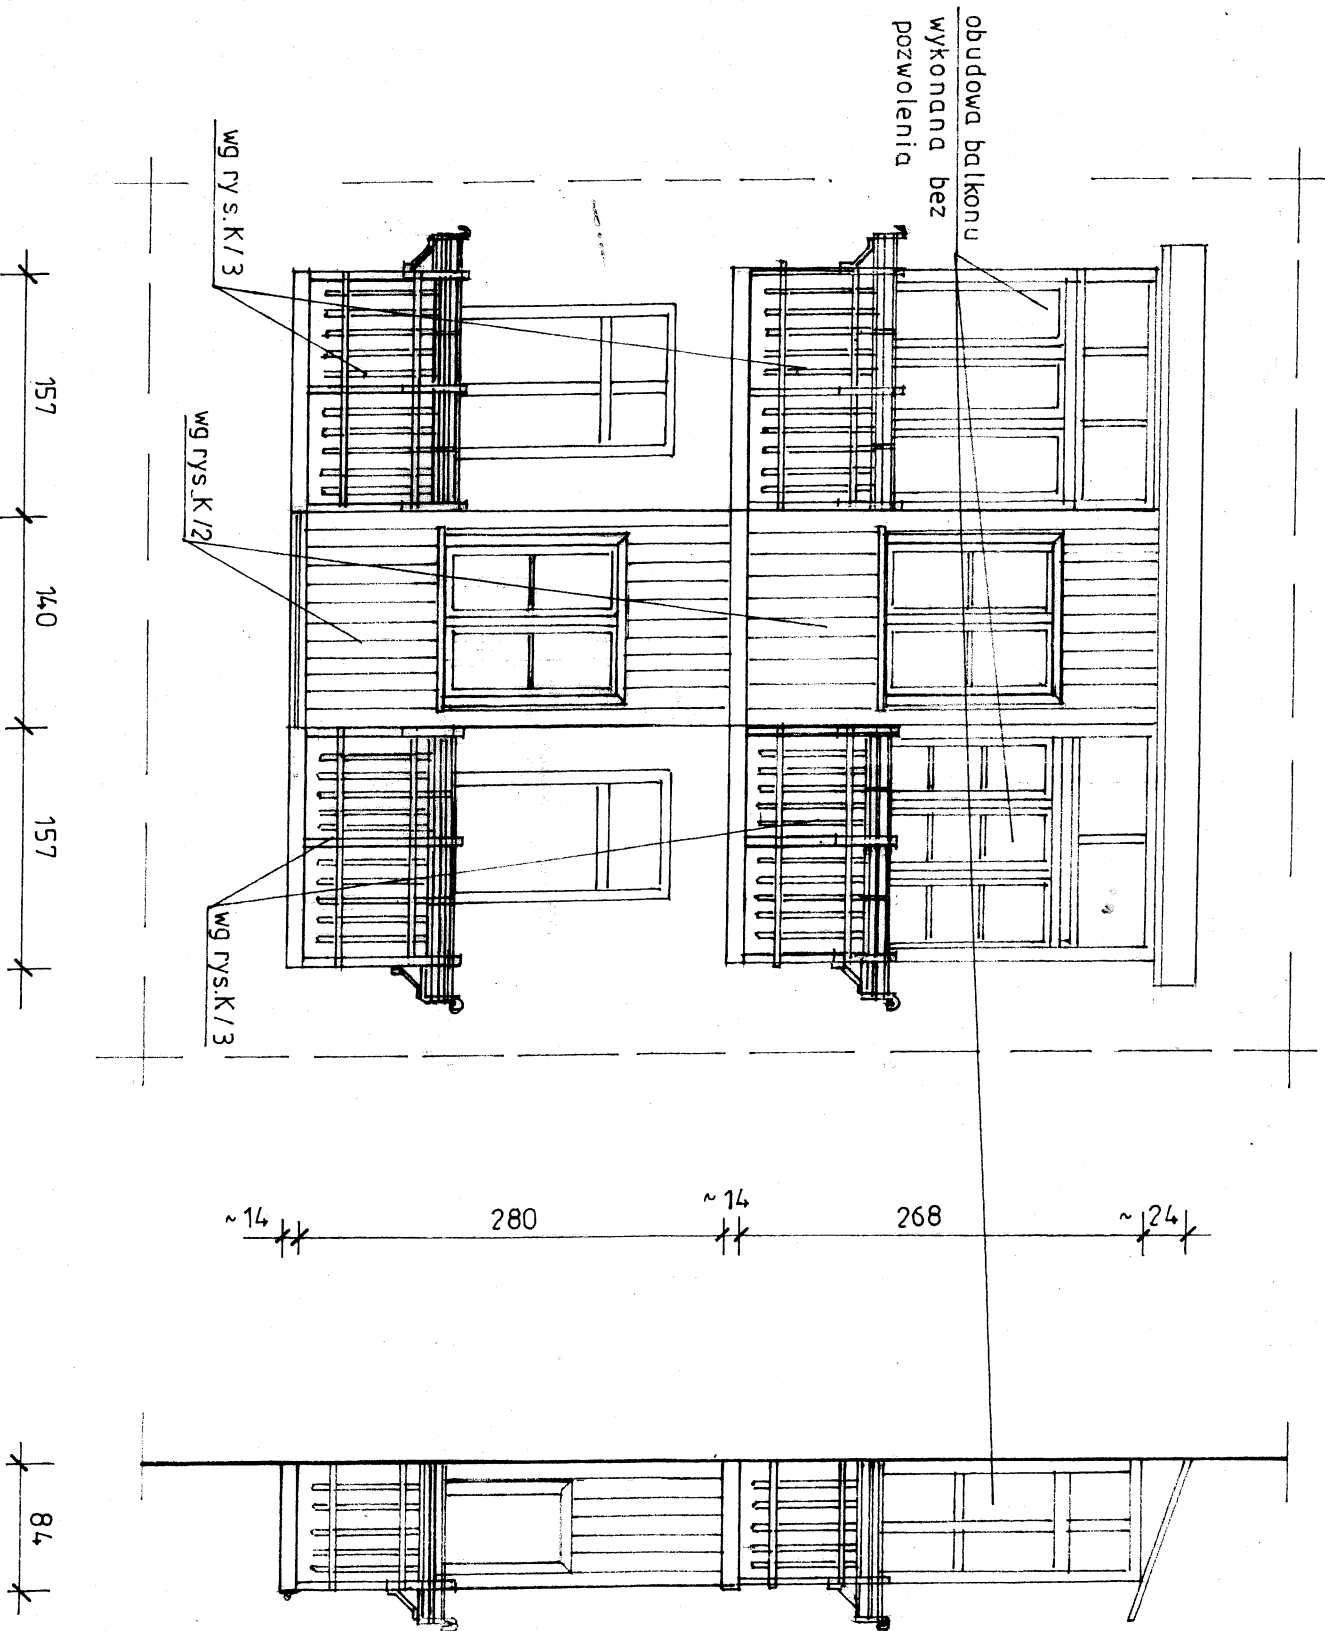 obudowa balkonu
wykonana bez
pozwolenia
wg rys.K/3
wg rys.K/2
wg rys.K/3
157
140
157
~14
280
~14
268
~24
84